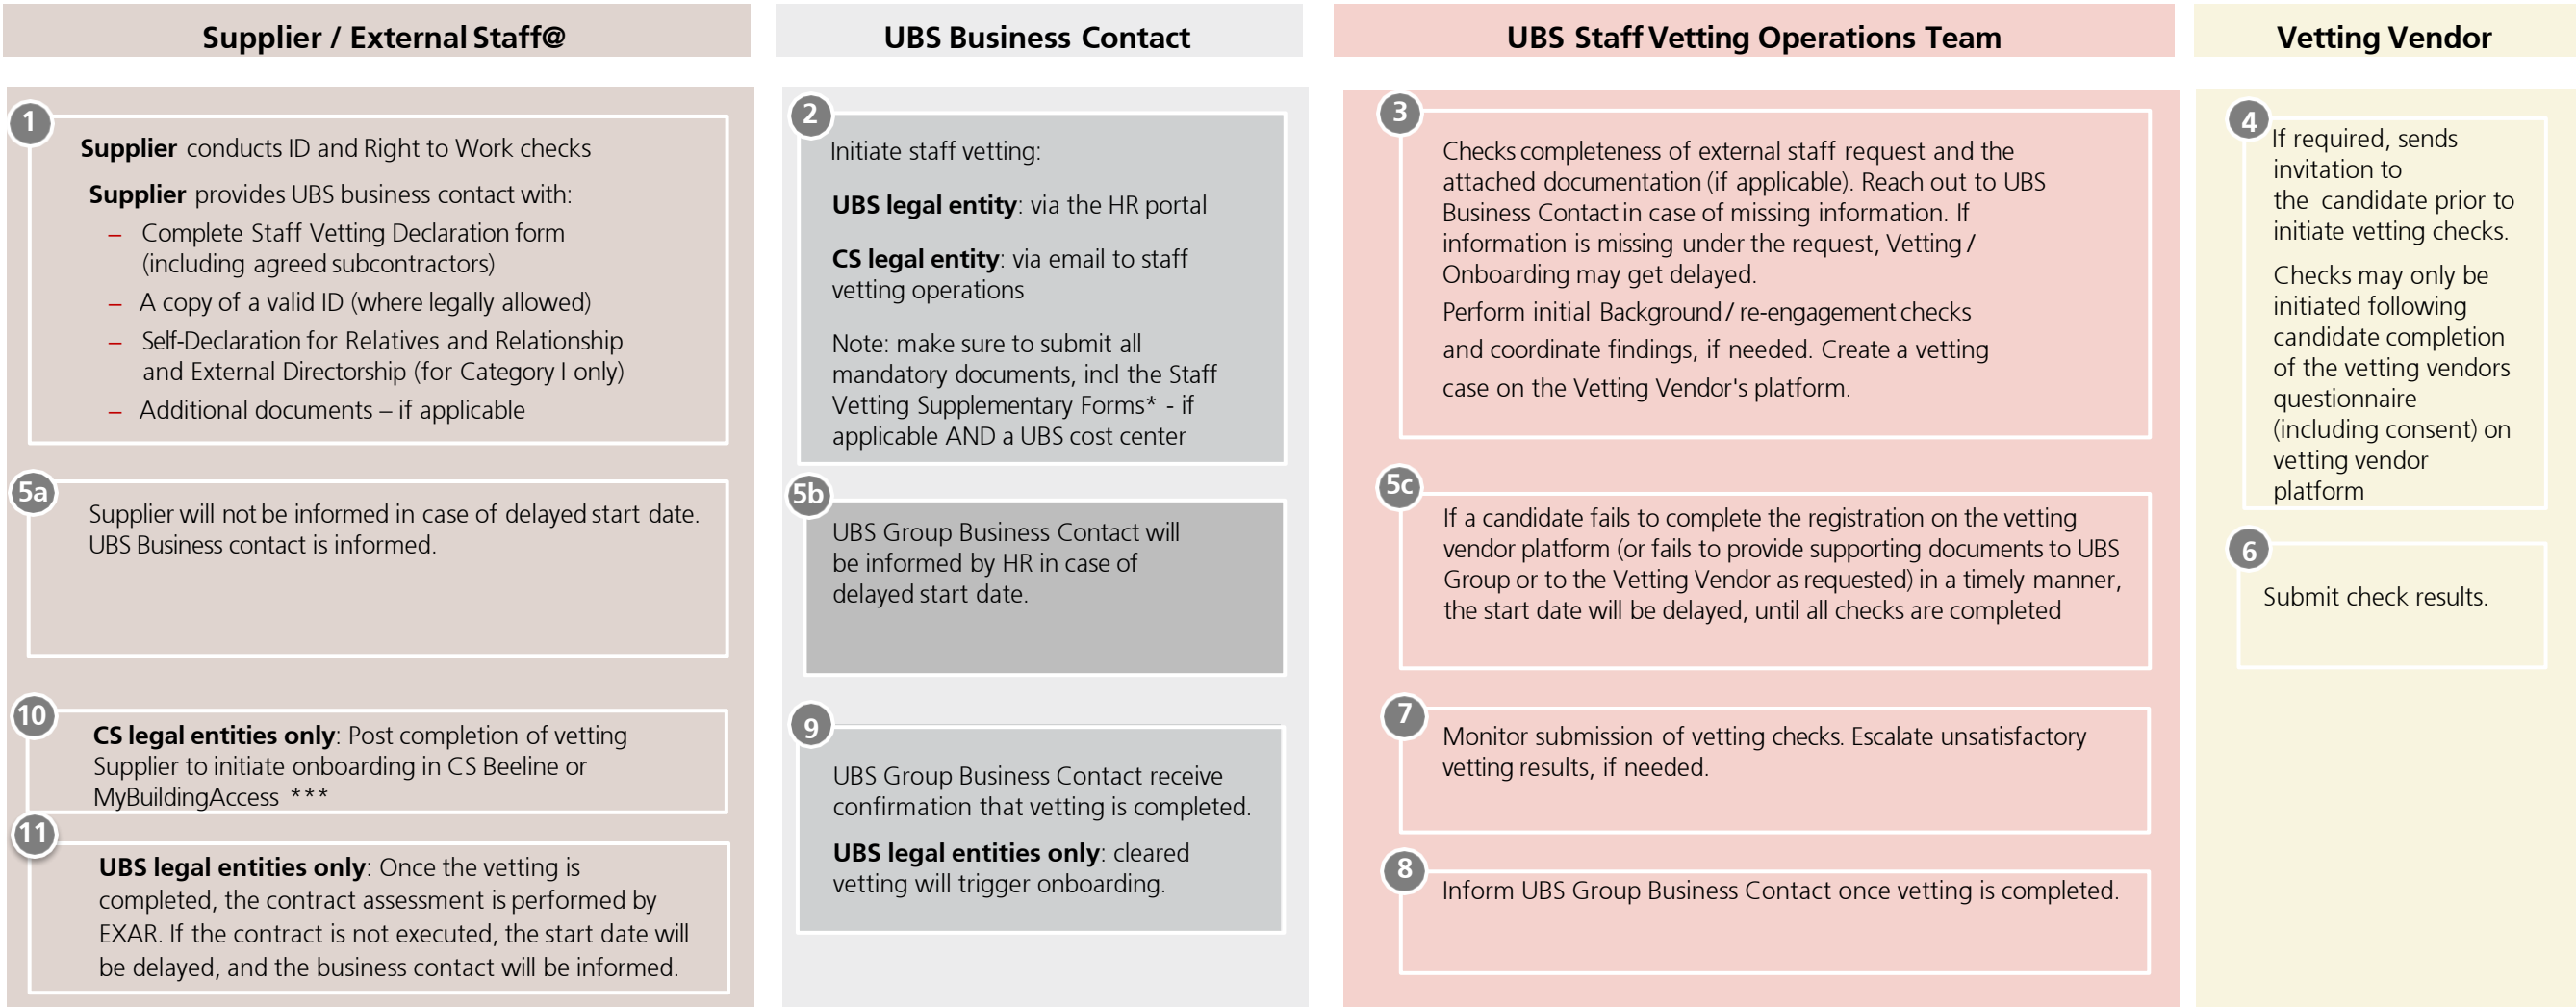 Supplier / External Staff@
1
Supplier conducts ID and Right to Work checks
Supplier provides UBS business contact with:
– Complete Staff Vetting Declaration form
(including agreed subcontractors)
– A copy of a valid ID (where legally allowed)
– Self-Declaration for Relatives and Relationship
and External Directorship (for Category I only)
– Additional documents – if applicable
5a
Supplier will not be informed in case of delayed start date.
UBS Business contact is informed.
10
CS legal entities only: Post completion of vetting
Supplier to initiate onboarding in CS Beeline or
MyBuildingAccess ***
11
UBS legal entities only: Once the vetting is
completed, the contract assessment is performed by
EXAR. If the contract is not executed, the start date will
be delayed, and the business contact will be informed.
UBS Business Contact
2
Initiate staff vetting:
UBS legal entity: via the HR portal
CS legal entity: via email to staff
vetting operations
Note: make sure to submit all
mandatory documents, incl the Staff
Vetting Supplementary Forms* - if
applicable AND a UBS cost center
5b
UBS Group Business Contact will
be informed by HR in case of
delayed start date.
9
UBS Group Business Contact receive
confirmation that vetting is completed.
UBS legal entities only: cleared
vetting will trigger onboarding.
UBS Staff Vetting Operations Team
3
Checks completeness of external staff request and the
attached documentation (if applicable). Reach out to UBS
Business Contact in case of missing information. If
information is missing under the request, Vetting /
Onboarding may get delayed.
Perform initial Background / re-engagement checks
and coordinate findings, if needed. Create a vetting
case on the Vetting Vendor's platform.
5c
If a candidate fails to complete the registration on the vetting
vendor platform (or fails to provide supporting documents to UBS
Group or to the Vetting Vendor as requested) in a timely manner,
the start date will be delayed, until all checks are completed
7
Monitor submission of vetting checks. Escalate unsatisfactory
vetting results, if needed.
8
Inform UBS Group Business Contact once vetting is completed.
Vetting Vendor
4
If required, sends
invitation to
the candidate prior to
initiate vetting checks.
Checks may only be
initiated following
candidate completion
of the vetting vendors
questionnaire
(including consent) on
vetting vendor
platform
6
Submit check results.